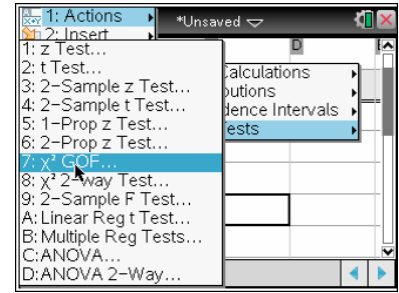 1: Actions
*Unsaved
2: Insert
D
1: z Test...
2: t Test...
3: 2-Sample z Test...
4: 2-Sample t Test...
5: 1-Prop z Test...
6: 2-Prop z Test...
7: χ² GOF...
8: χ² 2-way Test...
9: 2-Sample F Test...
A: Linear Reg t Test...
B: Multiple Reg Tests...
C: ANOVA...
D: ANOVA 2-Way...
Calculations
butions
dence Intervals
ests